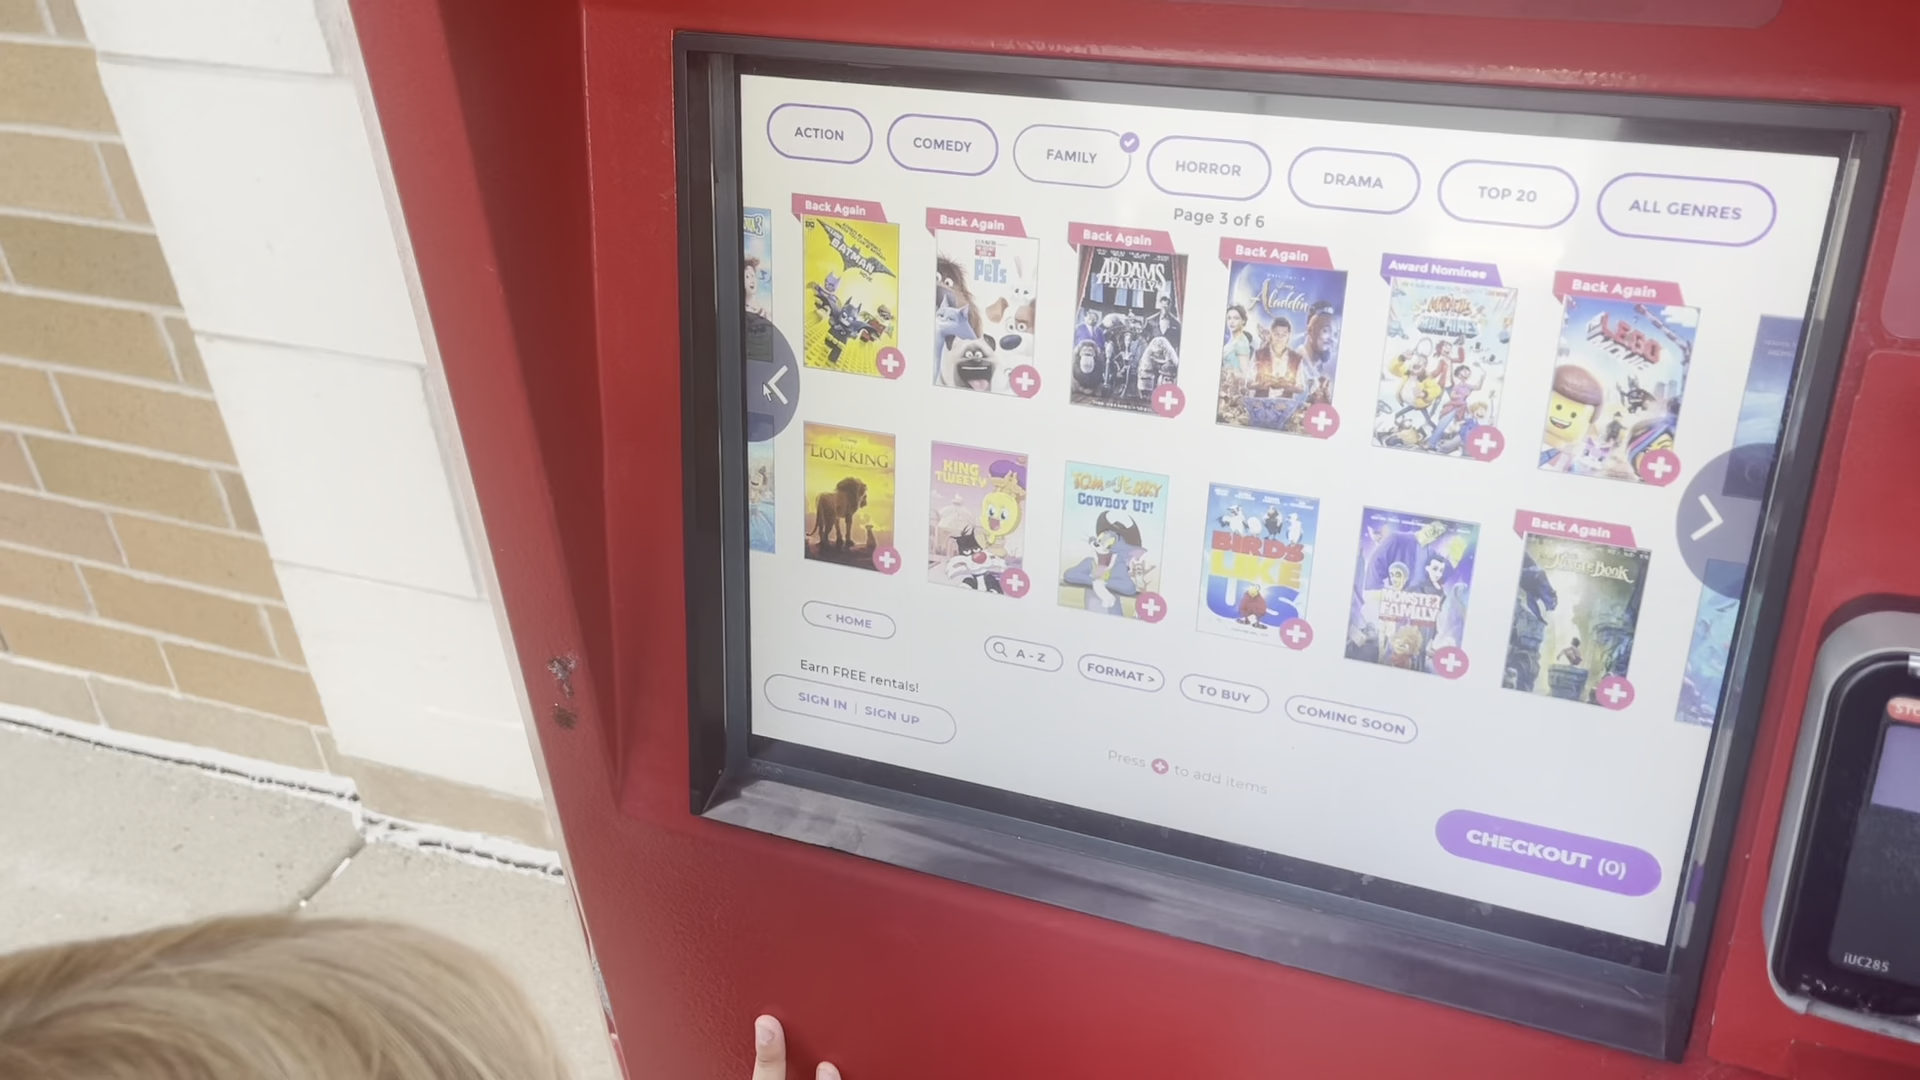 ACTION
COMEDY
FAMILY
HORROR
DRAMA
TOP 20
ALL GENRES
Page 3 of 6
Back Again
Back Again
Back Again
Back Again
Award Nominee
Back Again
BATMAN
PETS
ADDAMS
FAMILY
Aladdin
MACHINES
LEGO
MOVIE
LION KING
KING
TWEETY
TOM and JERRY
COWBOY UP!
BIRDS
LIKE
US
MONSTER
FAMILY
Back Again
Jungle Book
< HOME
A - Z
FORMAT >
TO BUY
COMING SOON
Earn FREE rentals!
SIGN IN | SIGN UP
Press + to add items
CHECKOUT (0)
iUC285